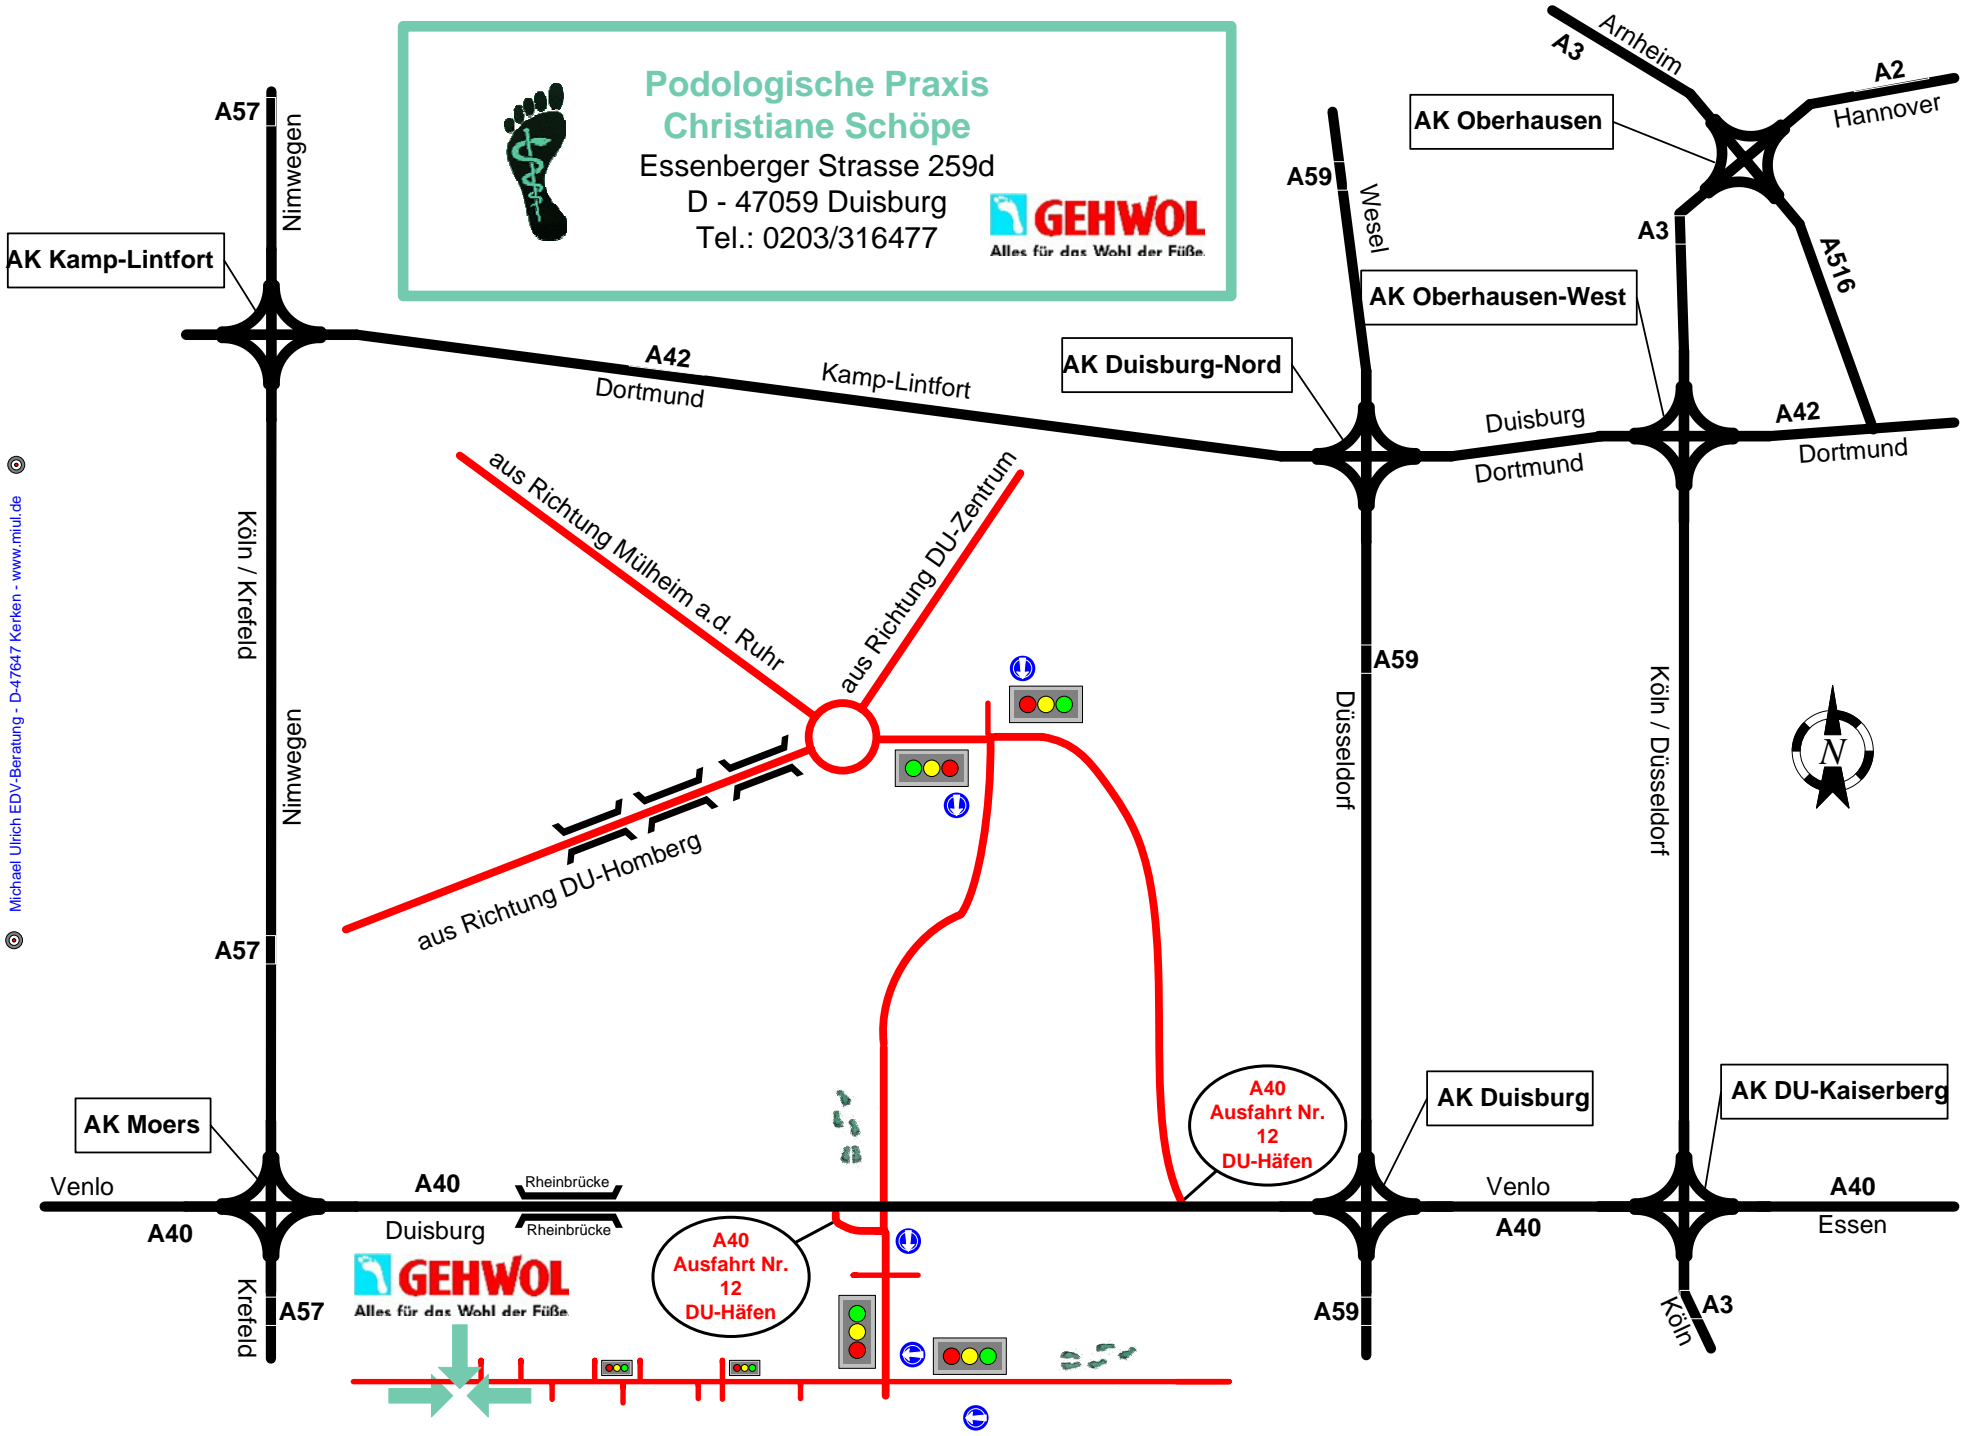 Podologische Praxis
Christiane Schöpe
Essenberger Strasse 259d
D - 47059 Duisburg
Tel.: 0203/316477
GEHWOL
Alles für das Wohl der Füße.
A3
Arnheim
A2
Hannover
AK Oberhausen
A57
Nimwegen
A59
Wesel
A3
A516
AK Kamp-Lintfort
AK Oberhausen-West
AK Duisburg-Nord
A42
Dortmund
Kamp-Lintfort
Duisburg
Dortmund
A42
Dortmund
aus Richtung Mülheim a.d. Ruhr
aus Richtung DU-Zentrum
Köln / Krefeld
Nimwegen
A59
Düsseldorf
Köln / Düsseldorf
N
aus Richtung DU-Homberg
A57
Michael Ulrich EDV-Beratung - D-47647 Kerken - www.miul.de
AK Moers
A40
Ausfahrt Nr.
12
DU-Häfen
AK Duisburg
AK DU-Kaiserberg
Venlo
A40
A40
Duisburg
Rheinbrücke
Rheinbrücke
Venlo
A40
A40
Essen
A40
Ausfahrt Nr.
12
DU-Häfen
GEHWOL
Alles für das Wohl der Füße.
Krefeld
A57
A59
Köln
A3